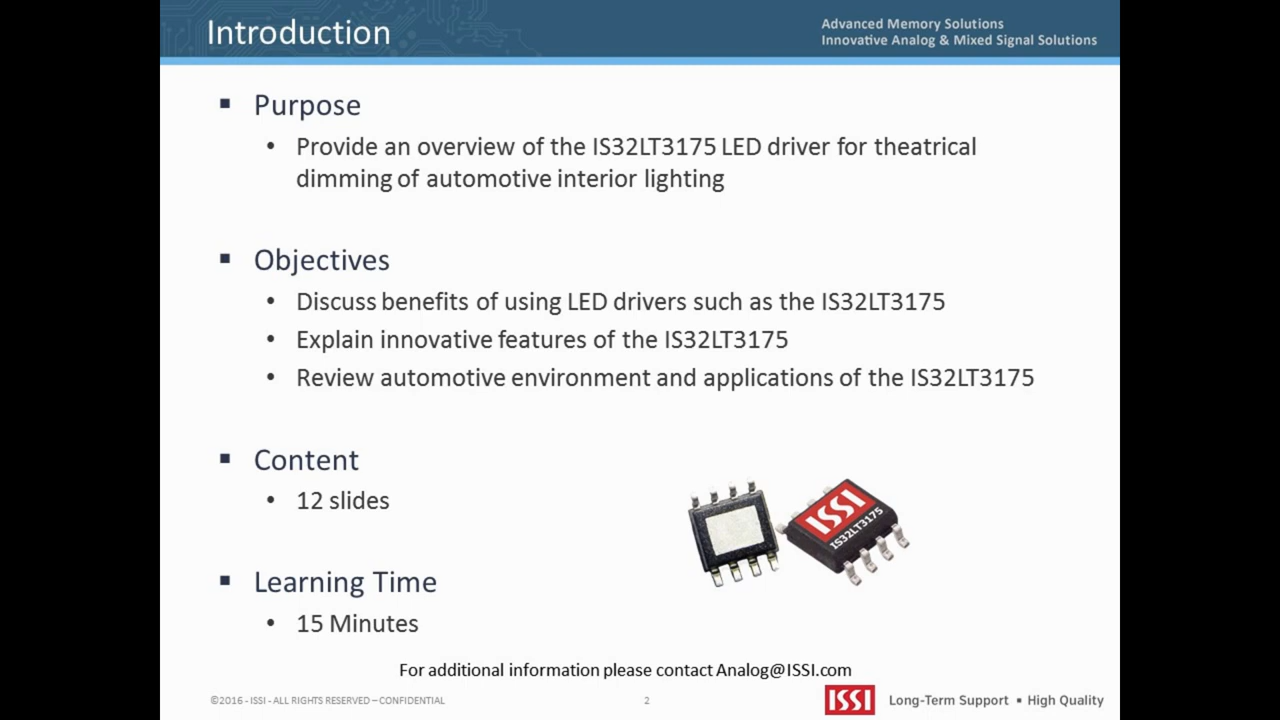 Introduction
Advanced Memory Solutions
Innovative Analog & Mixed Signal Solutions
▪ Purpose
• Provide an overview of the IS32LT3175 LED driver for theatrical
dimming of automotive interior lighting
▪ Objectives
• Discuss benefits of using LED drivers such as the IS32LT3175
• Explain innovative features of the IS32LT3175
• Review automotive environment and applications of the IS32LT3175
▪ Content
• 12 slides
ISSI
IS32LT3175
▪ Learning Time
• 15 Minutes
For additional information please contact Analog@ISSI.com
©2016 - ISSI - ALL RIGHTS RESERVED – CONFIDENTIAL
2
ISSI
Long-Term Support ▪ High Quality